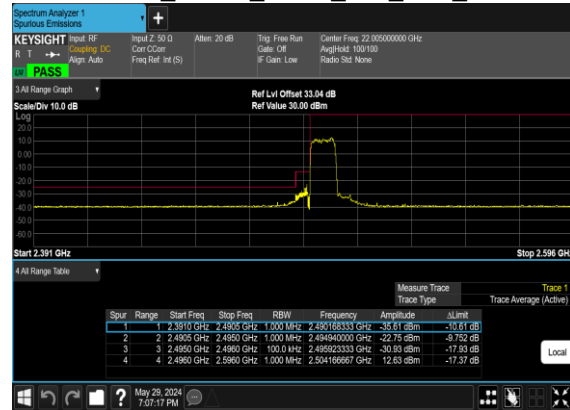 Spectrum Analyzer 1
Spurious Emissions
+
KEYSIGHT Input: RF Input Z: 50 Ω Atten: 20 dB Trig: Free Run Center Freq: 22.005000000 GHz
R T Coupling: DC Corr CCorr Gate: Off Avg|Hold: 100/100
Align: Auto Freq Ref: Int (S) IF Gain: Low Radio Std: None
PASS
3 All Range Graph Ref Lvl Offset 33.04 dB
Scale/Div 10.0 dB Ref Value 30.00 dBm
Log
20.0
10.0
0.00
-10.0
-20.0
-30.0
-40.0
-50.0
-60.0
Start 2.391 GHz Stop 2.596 GHz
4 All Range Table
Measure Trace Trace 1
Trace Type Trace Average (Active)
Spur Range Start Freq Stop Freq RBW Frequency Amplitude ΔLimit
1 1 2.3910 GHz 2.4905 GHz 1.000 MHz 2.490168333 GHz -35.61 dBm -10.61 dB
2 2 2.4905 GHz 2.4950 GHz 1.000 MHz 2.494940000 GHz -22.75 dBm -9.752 dB
3 3 2.4950 GHz 2.4960 GHz 100.0 kHz 2.495923333 GHz -30.93 dBm -17.93 dB
4 4 2.4960 GHz 2.5960 GHz 1.000 MHz 2.504166667 GHz 12.63 dBm -17.37 dB
Local
? May 29, 2024
7:07:17 PM